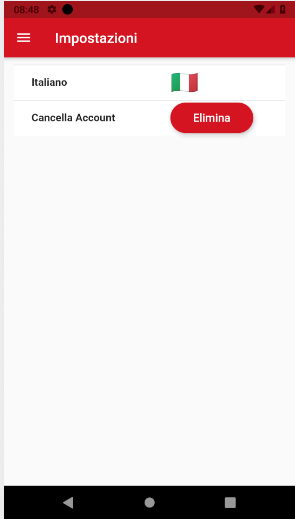 08:48
Impostazioni
Italiano
Cancella Account
Elimina